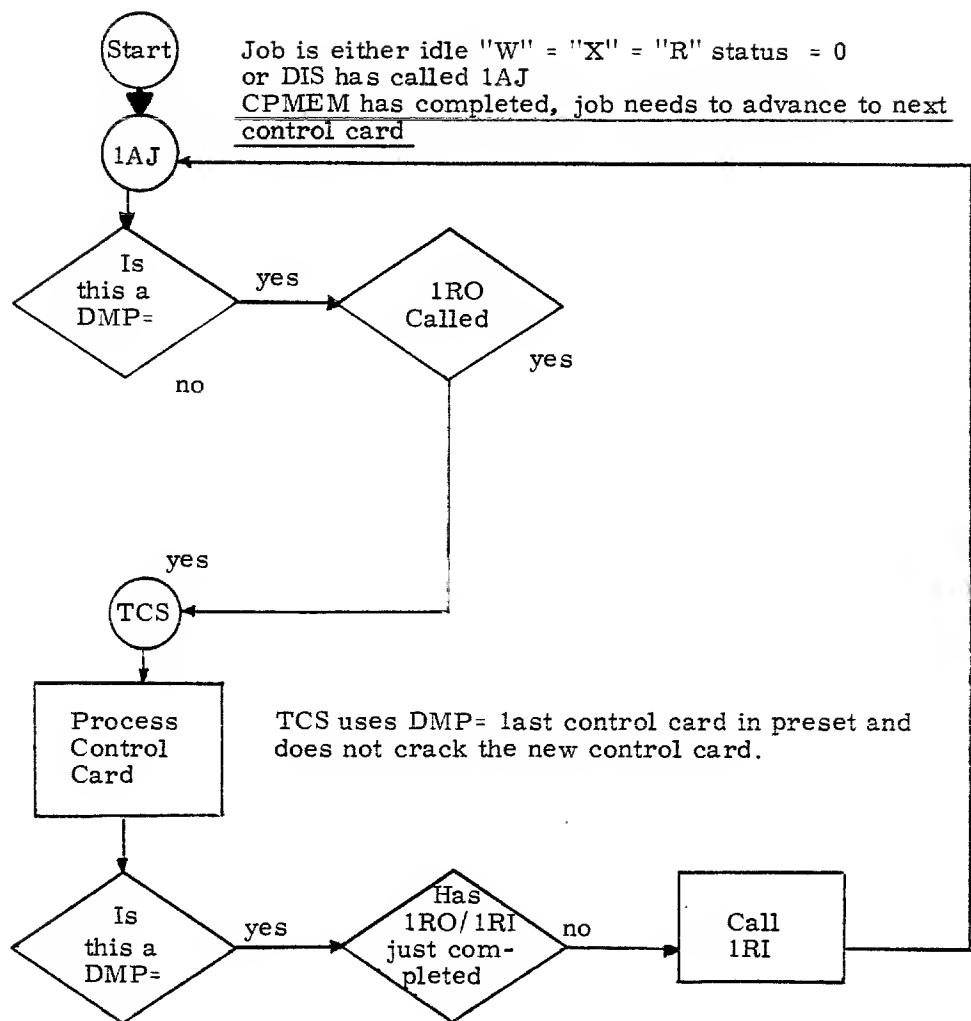 Start
Job is either idle "W" = "X" = "R" status = 0
or DIS has called 1AJ
CPMEM has completed, job needs to advance to next
control card
1AJ
Is
this a
DMP=
yes
1RO
Called
yes
no
yes
TCS
Process
Control
Card
TCS uses DMP= last control card in preset and
does not crack the new control card.
Is
this a
DMP=
yes
Has
1RO/1RI
just com-
pleted
no
Call
1RI